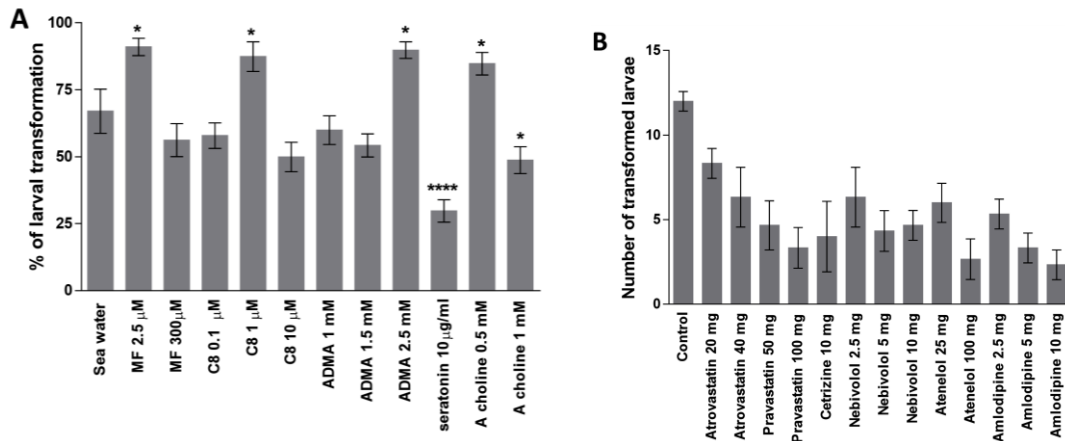 A
% of larval transformation
100
75
50
25
0
* * * * * ****
Sea water
MF 2.5 µM
MF 300µM
C8 0.1 µM
C8 1 µM
C8 10 µM
ADMA 1 mM
ADMA 1.5 mM
ADMA 2.5 mM
seratonin 10µg/ml
A choline 0.5 mM
A choline 1 mM
B
Number of transformed larvae
15
10
5
0
Control
Atrovastatin 20 mg
Atrovastatin 40 mg
Pravastatin 50 mg
Pravastatin 100 mg
Cetrizine 10 mg
Nebivolol 2.5 mg
Nebivolol 5 mg
Nebivolol 10 mg
Atenelol 25 mg
Atenelol 100 mg
Amlodipine 2.5 mg
Amlodipine 5 mg
Amlodipine 10 mg